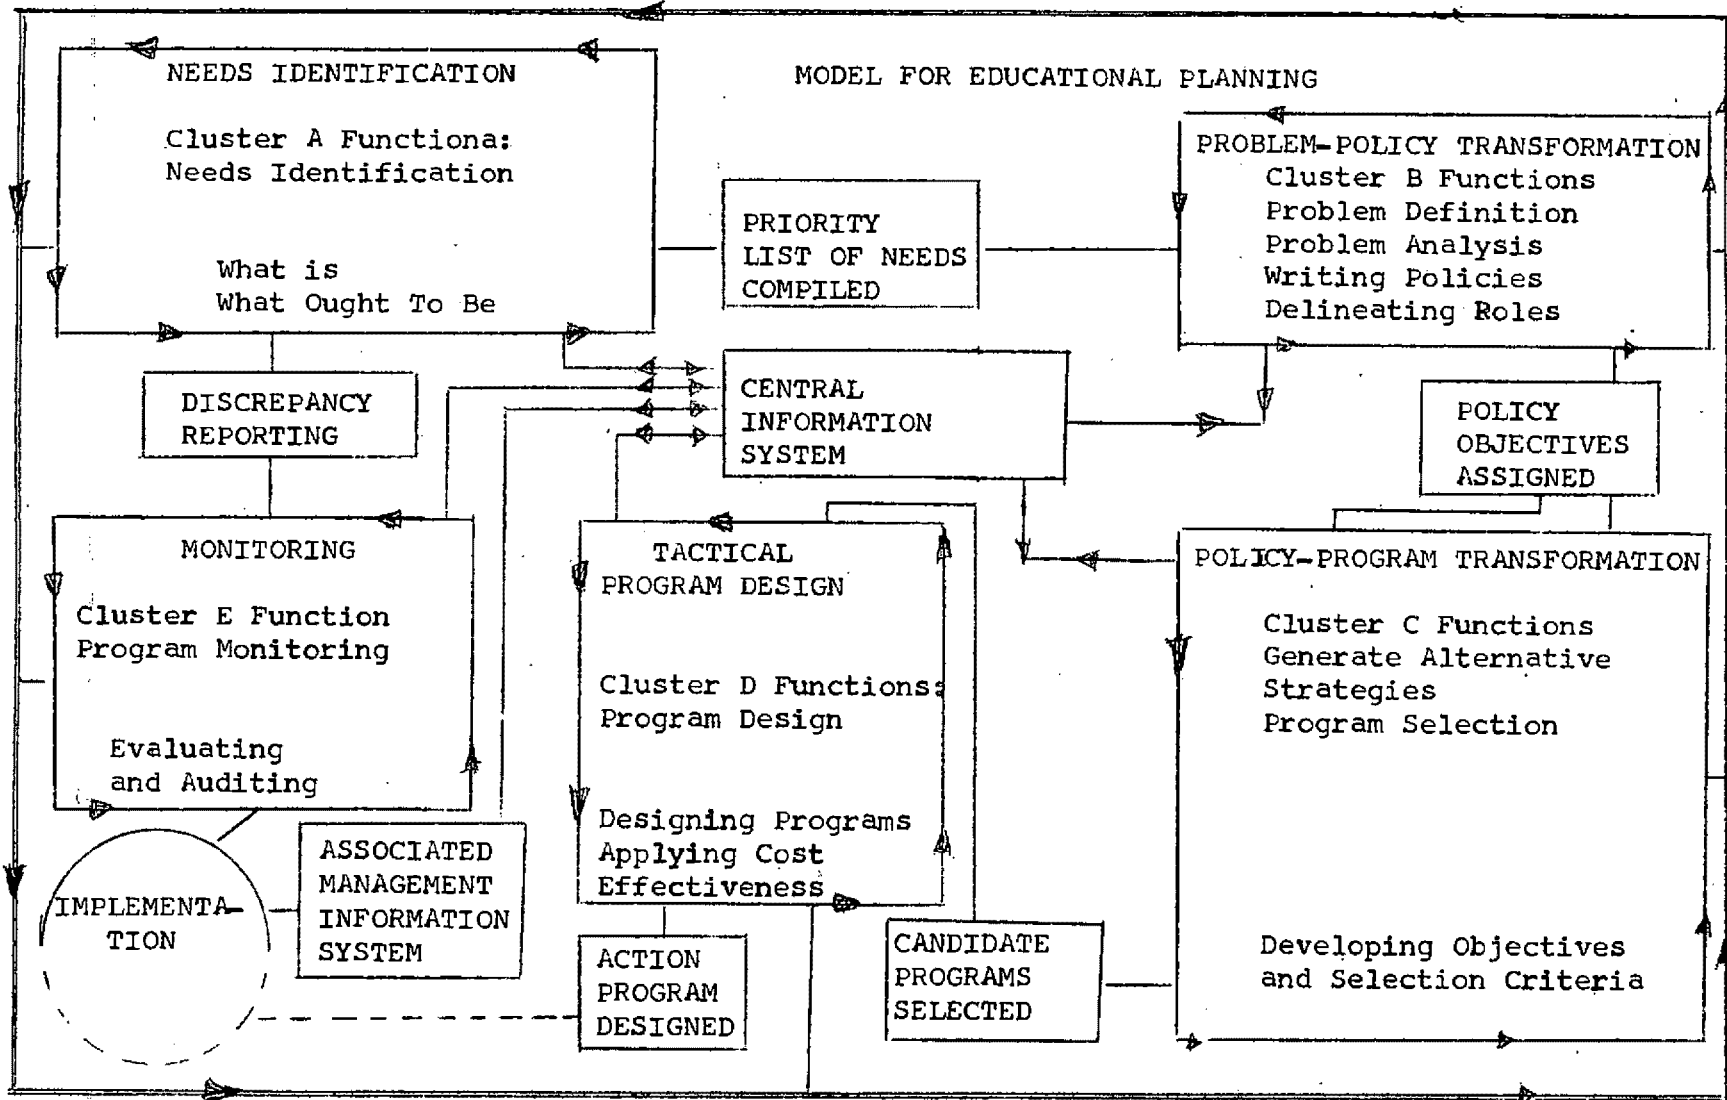 MODEL FOR EDUCATIONAL PLANNING
NEEDS IDENTIFICATION
Cluster A Functiona:
Needs Identification
What is
What Ought To Be
PRIORITY
LIST OF NEEDS
COMPILED
PROBLEM-POLICY TRANSFORMATION
Cluster B Functions
Problem Definition
Problem Analysis
Writing Policies
Delineating Roles
DISCREPANCY
REPORTING
CENTRAL
INFORMATION
SYSTEM
POLICY
OBJECTIVES
ASSIGNED
MONITORING
Cluster E Function
Program Monitoring
Evaluating
and Auditing
TACTICAL
PROGRAM DESIGN
Cluster D Functions:
Program Design
Designing Programs
Applying Cost
Effectiveness
POLICY-PROGRAM TRANSFORMATION
Cluster C Functions
Generate Alternative
Strategies
Program Selection
Developing Objectives
and Selection Criteria
IMPLEMENTA-
TION
ASSOCIATED
MANAGEMENT
INFORMATION
SYSTEM
ACTION
PROGRAM
DESIGNED
CANDIDATE
PROGRAMS
SELECTED